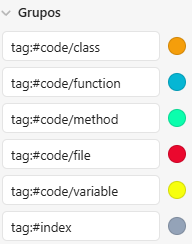 Grupos
tag:#code/class
tag:#code/function
tag:#code/method
tag:#code/file
tag:#code/variable
tag:#index